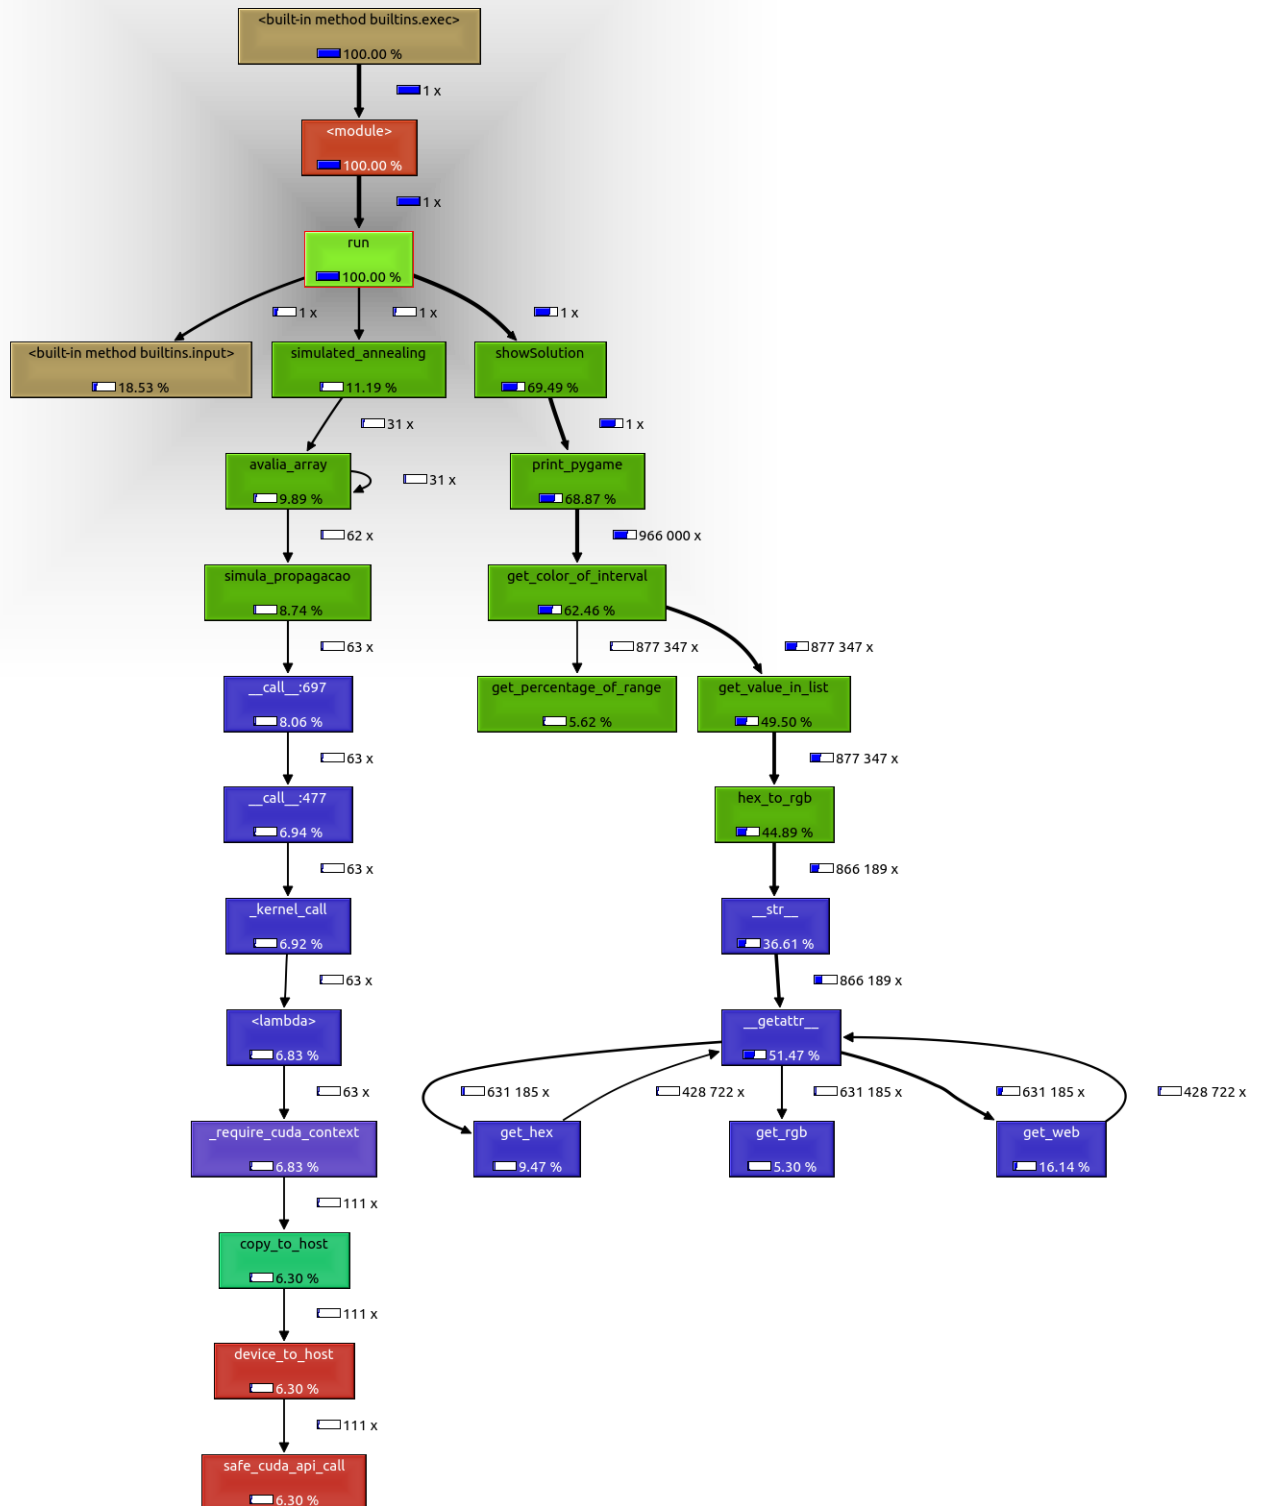 <built-in method builtins.exec>
100.00 %
1 x
<module>
100.00 %
1 x
run
100.00 %
1 x
1 x
1 x
<built-in method builtins.input>
18.53 %
simulated_annealing
11.19 %
showSolution
69.49 %
31 x
1 x
avalia_array
9.89 %
31 x
print_pygame
68.87 %
62 x
966 000 x
simula_propagacao
8.74 %
get_color_of_interval
62.46 %
63 x
877 347 x
877 347 x
__call__:697
8.06 %
get_percentage_of_range
5.62 %
get_value_in_list
49.50 %
63 x
877 347 x
__call__:477
6.94 %
hex_to_rgb
44.89 %
63 x
866 189 x
_kernel_call
6.92 %
__str__
36.61 %
63 x
866 189 x
<lambda>
6.83 %
__getattr__
51.47 %
63 x
631 185 x
428 722 x
631 185 x
631 185 x
428 722 x
_require_cuda_context
6.83 %
get_hex
9.47 %
get_rgb
5.30 %
get_web
16.14 %
111 x
copy_to_host
6.30 %
111 x
device_to_host
6.30 %
111 x
safe_cuda_api_call
6.30 %